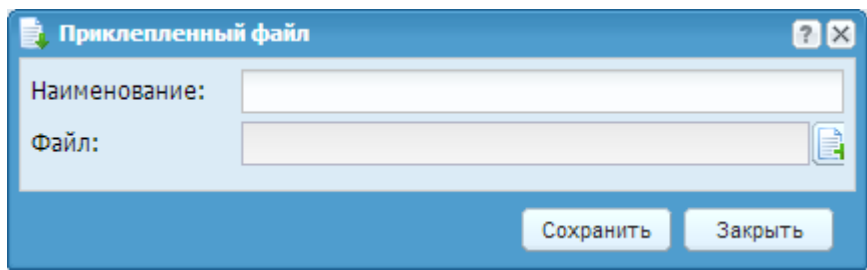 Приклепленный файл
Наименование:
Файл:
Сохранить Закрыть